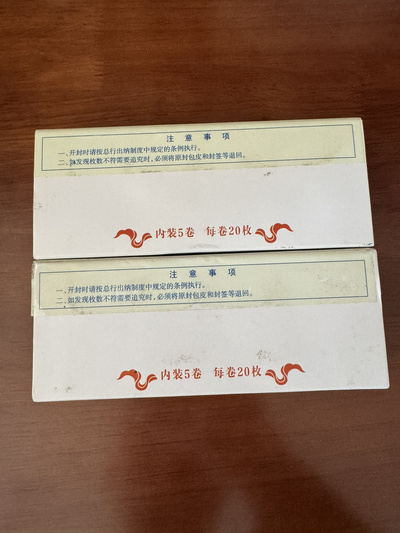 注意事项
一、开封时请按总行出纳制度中规定的条例执行。
二、如发现枚数不符需要追究时，必须将原封包皮和封签等退回。
内装5卷 每卷20枚
注意事项
一、开封时请按总行出纳制度中规定的条例执行。
二、如发现枚数不符需要追究时，必须将原封包皮和封签等退回。
内装5卷 每卷20枚